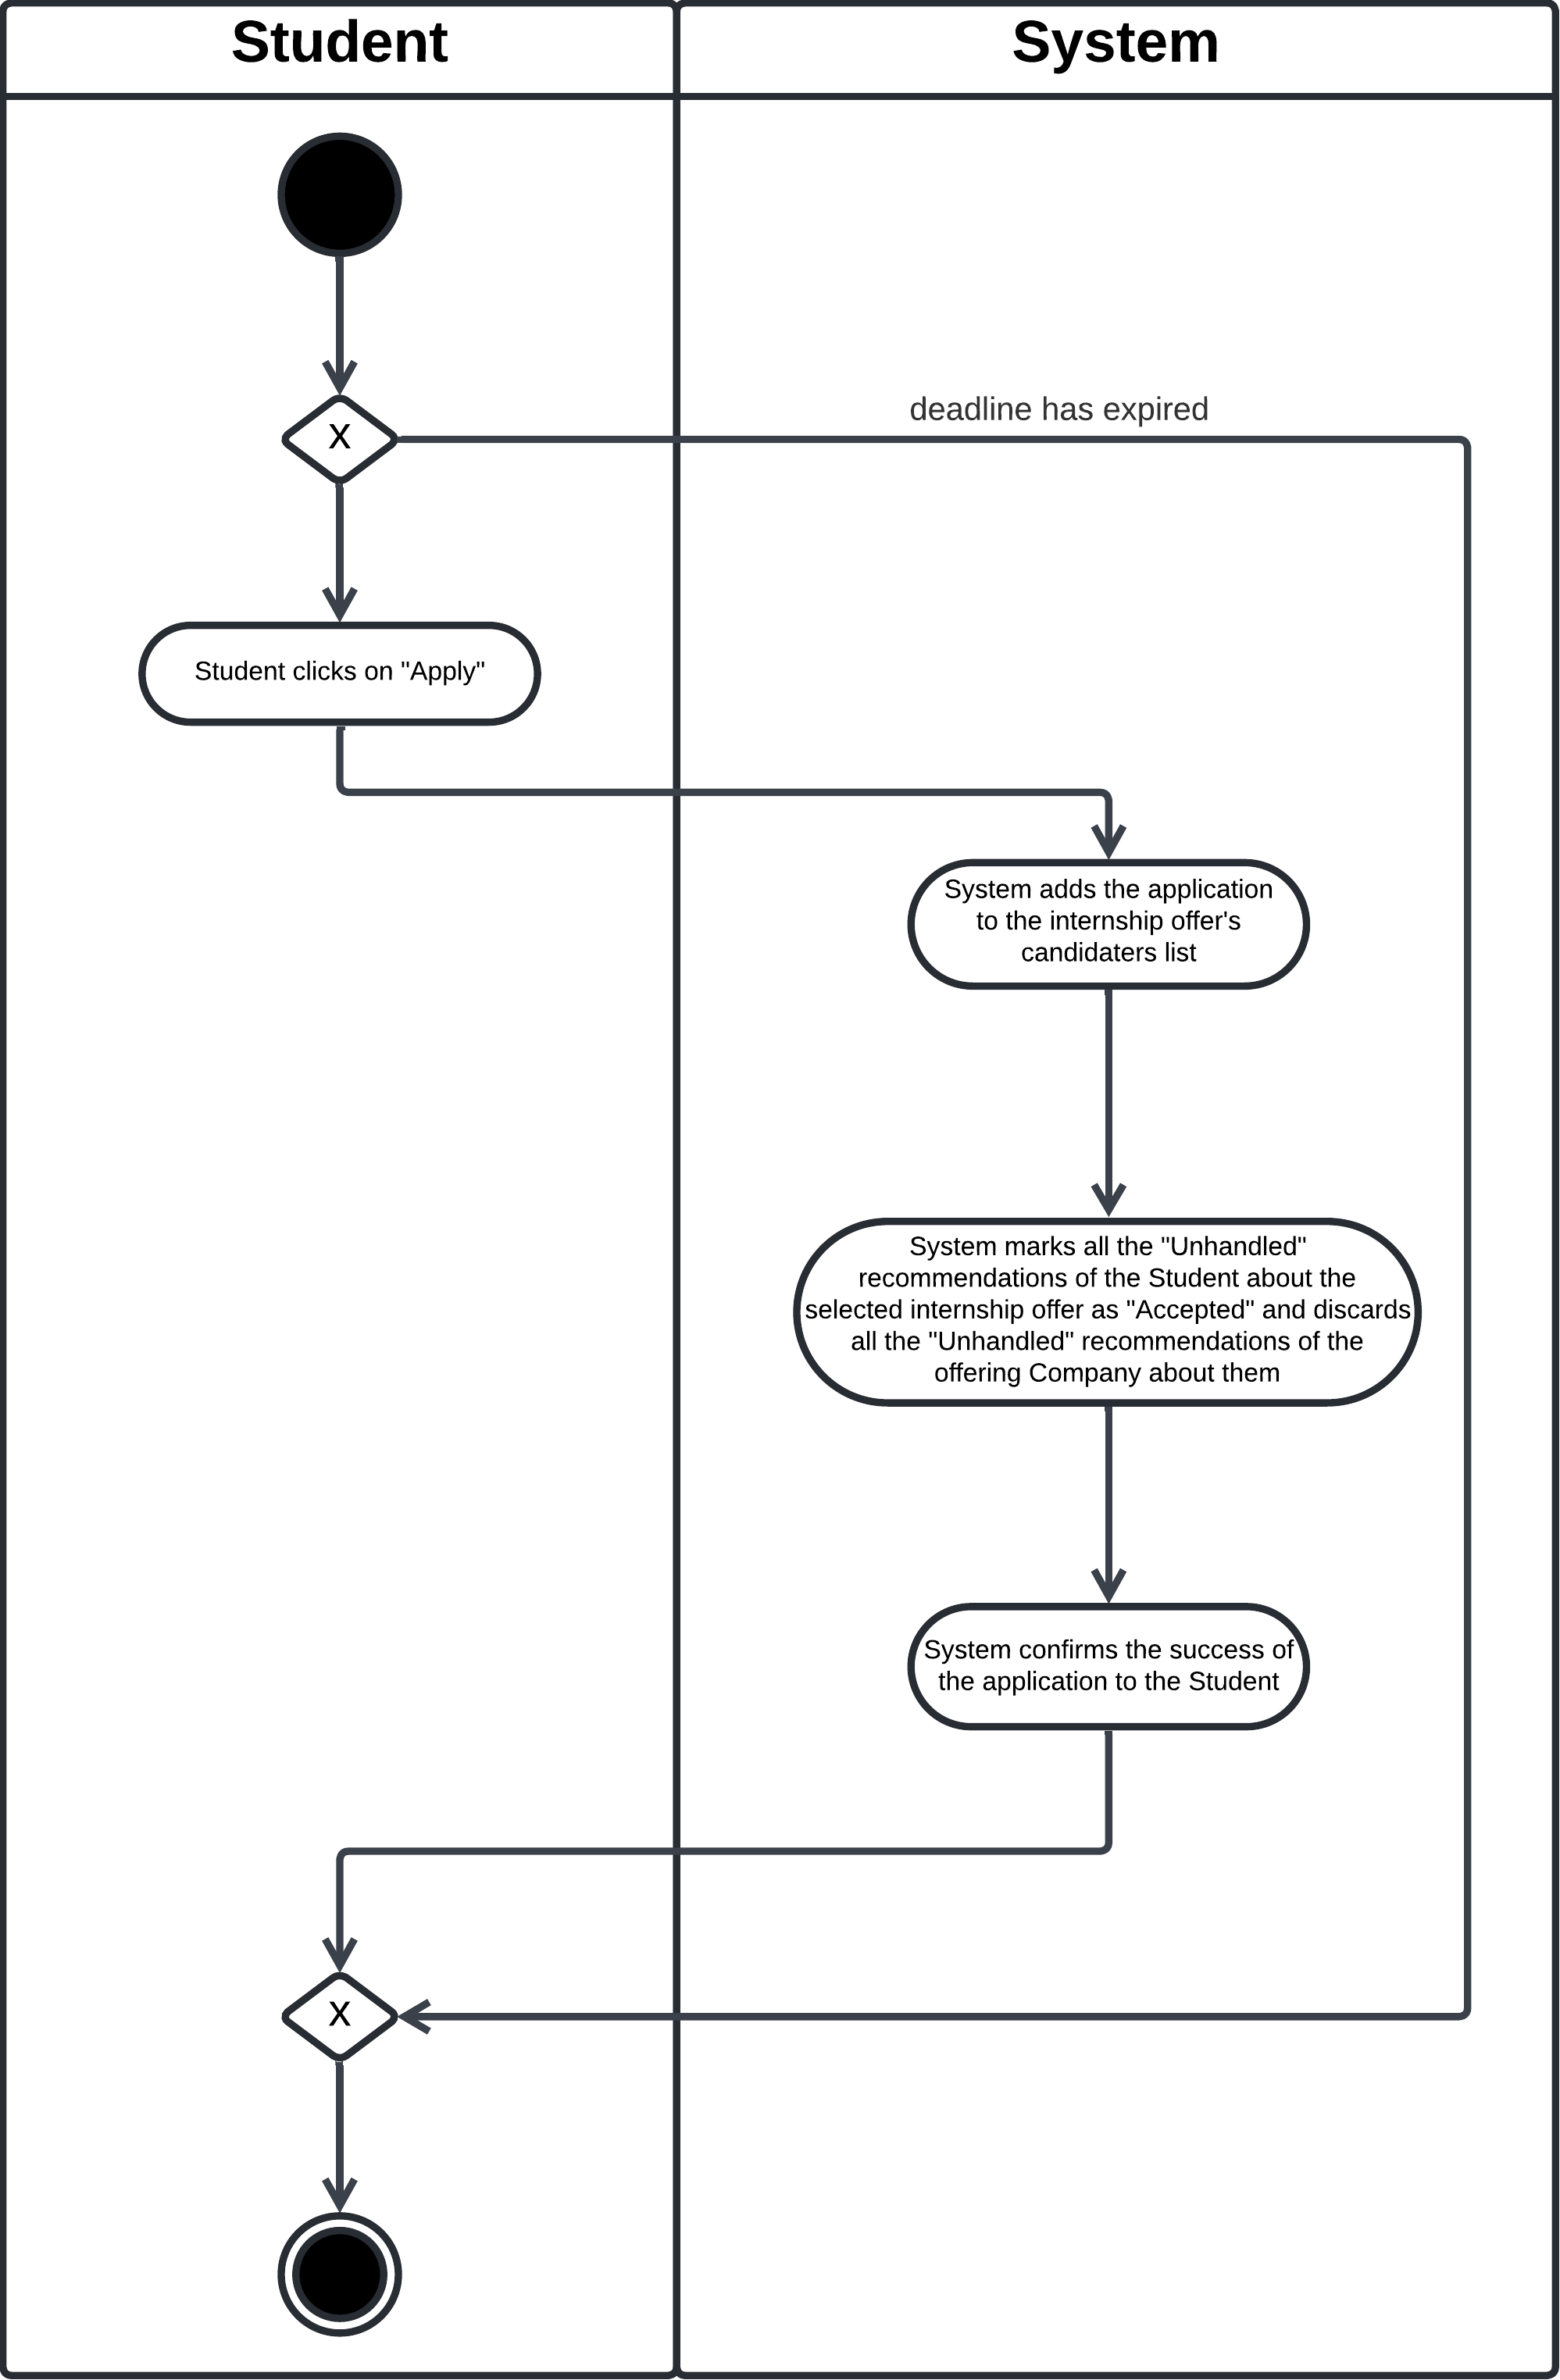 Student
System
deadline has expired
X
Student clicks on "Apply"
System adds the application
to the internship offer's
candidaters list
System marks all the "Unhandled"
recommendations of the Student about the
selected internship offer as "Accepted" and discards
all the "Unhandled" recommendations of the
offering Company about them
System confirms the success of
the application to the Student
X